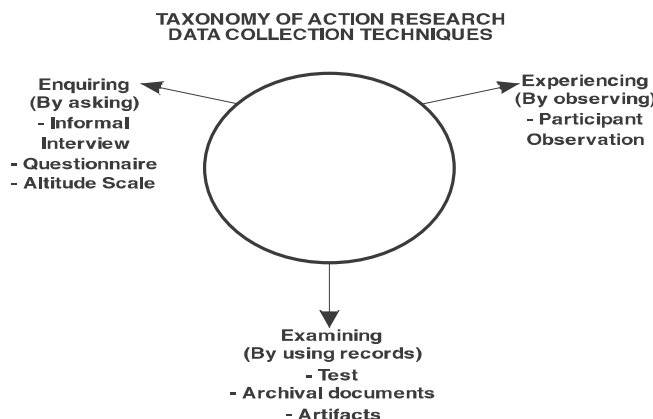 TAXONOMY OF ACTION RESEARCH
DATA COLLECTION TECHNIQUES
Enquiring
(By asking)
- Informal
Interview
- Questionnaire
- Altitude Scale
Experiencing
(By observing)
- Participant
Observation
Examining
(By using records)
- Test
- Archival documents
- Artifacts